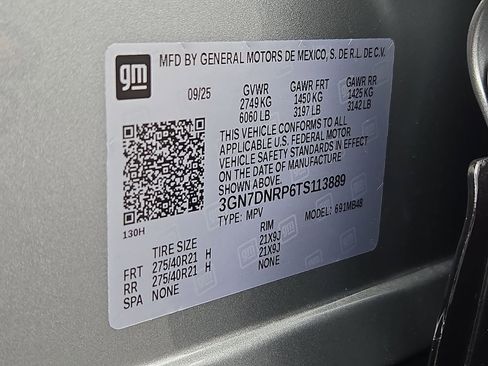 gm
MFD BY GENERAL MOTORS DE MEXICO, S. DE R.L. DE C.V.
09/25 GVWR GAWR FRT GAWR RR
2749 KG 1450 KG 1425 KG
6060 LB 3197 LB 3142 LB
THIS VEHICLE CONFORMS TO ALL
APPLICABLE U.S. FEDERAL MOTOR
VEHICLE SAFETY STANDARDS IN EFFECT
ON THE DATE OF MANUFACTURE
SHOWN ABOVE.
3GN7DNRP6TS113889
TYPE: MPV MODEL: 691MB48
130H
TIRE SIZE RIM
FRT 275/40R21 H 21X9J
RR 275/40R21 H 21X9J
SPA NONE NONE